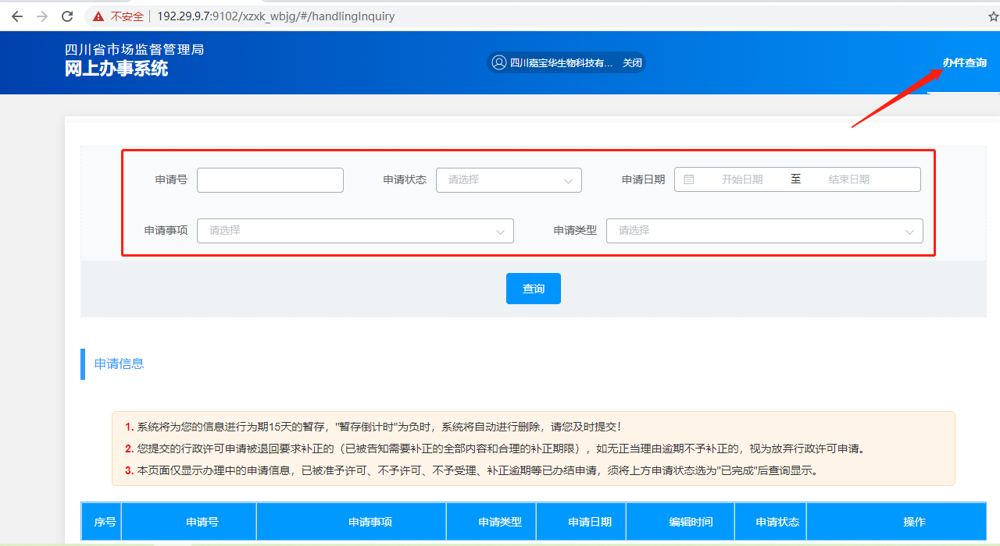 不安全 192.29.9.7:9102/xzxk_wbjg/#/handlingInquiry
四川省市场监督管理局
网上办事系统
四川嘉宝华生物科技有... 关闭
办件查询
申请号 申请状态 请选择 申请日期 开始日期 至 结束日期
申请事项 请选择 申请类型 请选择
查询
申请信息
1. 系统将为您的信息进行为期15天的暂存，"暂存倒计时"为负时，系统将自动进行删除，请您及时提交！
2. 您提交的行政许可申请被退回要求补正的（已被告知需要补正的全部内容和合理的补正期限），如无正当理由逾期不予补正的，视为放弃行政许可申请。
3. 本页面仅显示办理中的申请信息，已被准予许可、不予许可、不予受理、补正逾期等已办结申请，须将上方申请状态选为"已完成"后查询显示。
序号 申请号 申请事项 申请类型 申请日期 编辑时间 申请状态 操作